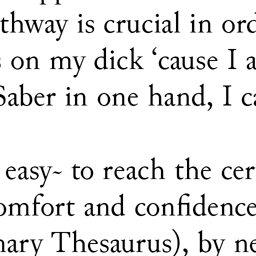 thway is crucial in ord
on my dick ‘cause I a
Saber in one hand, I ca
easy~ to reach the cer
omfort and confidence
nary Thesaurus), by ne